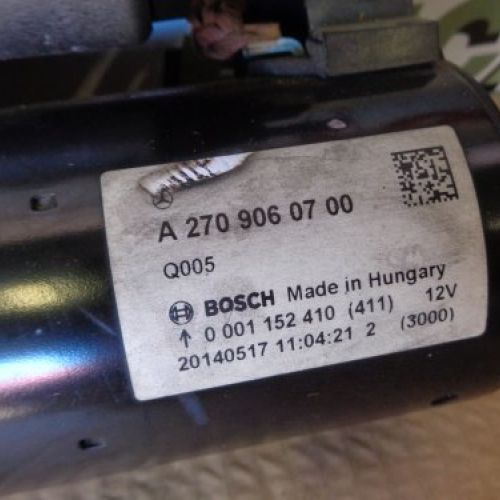 A 270 906 07 00
Q005
BOSCH Made in Hungary
↑ 0 001 152 410 (411) 12V
20140517 11:04:21 2 (3000)